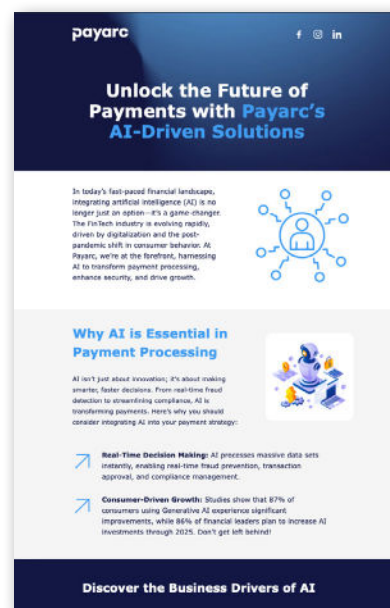 payarc
Unlock the Future of
Payments with Payarc's
AI-Driven Solutions
In today's fast-paced financial landscape,
integrating artificial intelligence (AI) is no
longer just an option—it's a game-changer.
The FinTech industry is evolving rapidly,
driven by digitalization and the post-
pandemic shift in consumer behavior. At
Payarc, we're at the forefront, harnessing
AI to transform payment processing,
enhance security, and drive growth.
Why AI is Essential in
Payment Processing
AI isn't just about innovation; it's about making
smarter, faster decisions. From real-time fraud
detection to streamlining compliance, AI is
transforming payments. Here's why you should
consider integrating AI into your payment strategy:
Real-Time Decision Making: AI processes massive data sets
instantly, enabling real-time fraud prevention, transaction
approval, and compliance management.
Consumer-Driven Growth: Studies show that 87% of
consumers using Generative AI experience significant
improvements, while 86% of financial leaders plan to increase AI
investments through 2025. Don't get left behind!
Discover the Business Drivers of AI